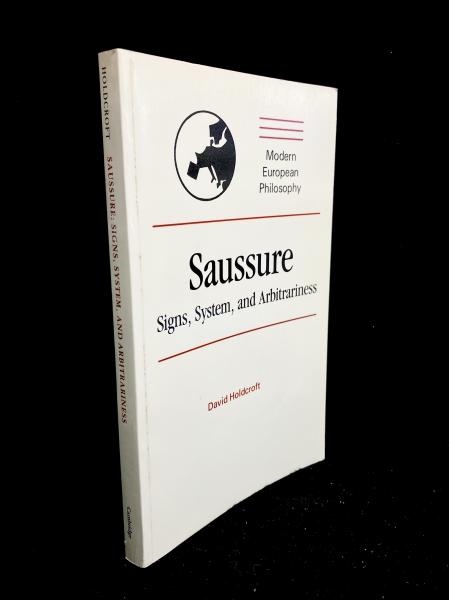 HOLDCROFT SAUSSURE: SIGNS, SYSTEM, AND ARBITRARINESS Cambridge
Modern
European
Philosophy
Saussure
Signs, System, and Arbitrariness
David Holdcroft